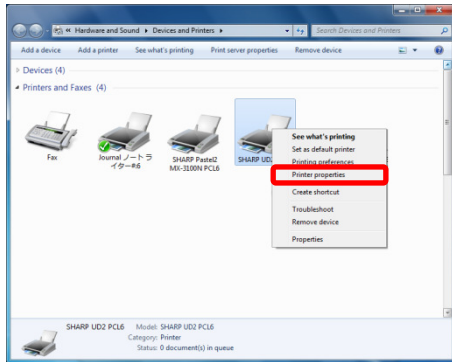 « Hardware and Sound ▸ Devices and Printers ▸
Search Devices and Printers
Add a device Add a printer See what's printing Print server properties Remove device
Devices (4)
Printers and Faxes (4)
Fax
Journal ノート ラ
イター#6
SHARP Pastel2
MX-3100N PCL6
SHARP UD2
See what's printing
Set as default printer
Printing preferences
Printer properties
Create shortcut
Troubleshoot
Remove device
Properties
SHARP UD2 PCL6 Model: SHARP UD2 PCL6
Category: Printer
Status: 0 document(s) in queue